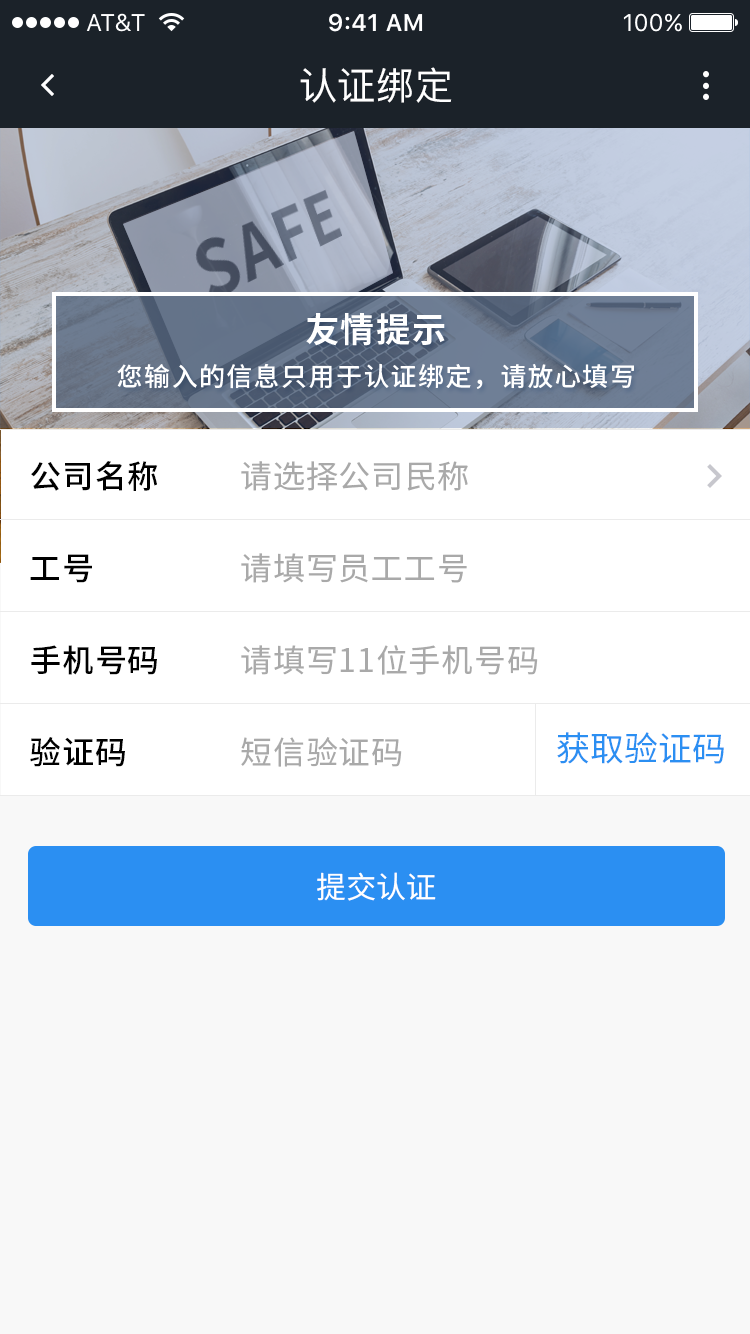 AT&T 9:41 AM 100%
认证绑定
SAFE
友情提示
您输入的信息只用于认证绑定，请放心填写
公司名称 请选择公司民称
工号 请填写员工工号
手机号码 请填写11位手机号码
验证码 短信验证码 获取验证码
提交认证